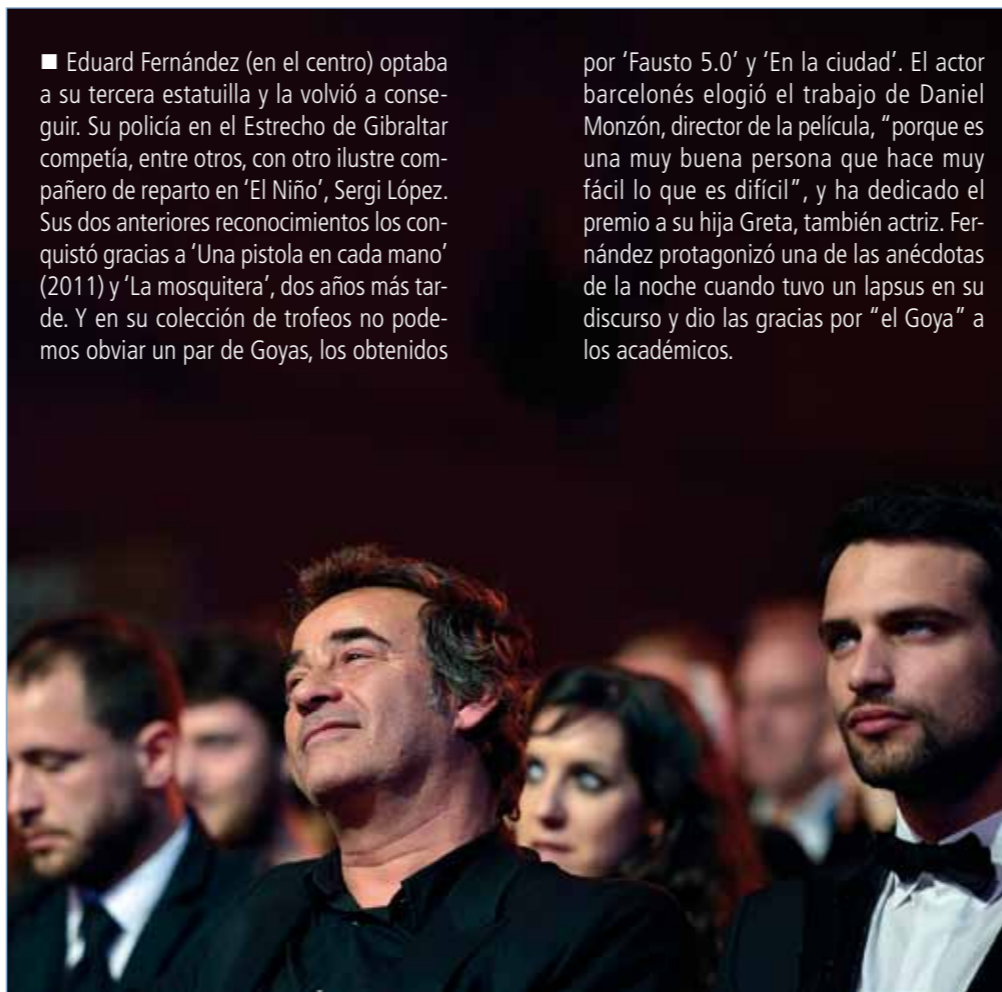 ■ Eduard Fernández (en el centro) optaba
a su tercera estatuilla y la volvió a conse-
guir. Su policía en el Estrecho de Gibraltar
competía, entre otros, con otro ilustre com-
pañero de reparto en ‘El Niño’, Sergi López.
Sus dos anteriores reconocimientos los con-
quistó gracias a ‘Una pistola en cada mano’
(2011) y ‘La mosquitera’, dos años más tar-
de. Y en su colección de trofeos no pode-
mos obviar un par de Goyas, los obtenidos
por ‘Fausto 5.0’ y ‘En la ciudad’. El actor
barcelonés elogió el trabajo de Daniel
Monzón, director de la película, “porque es
una muy buena persona que hace muy
fácil lo que es difícil”, y ha dedicado el
premio a su hija Greta, también actriz. Fer-
nández protagonizó una de las anécdotas
de la noche cuando tuvo un lapsus en su
discurso y dio las gracias por “el Goya” a
los académicos.